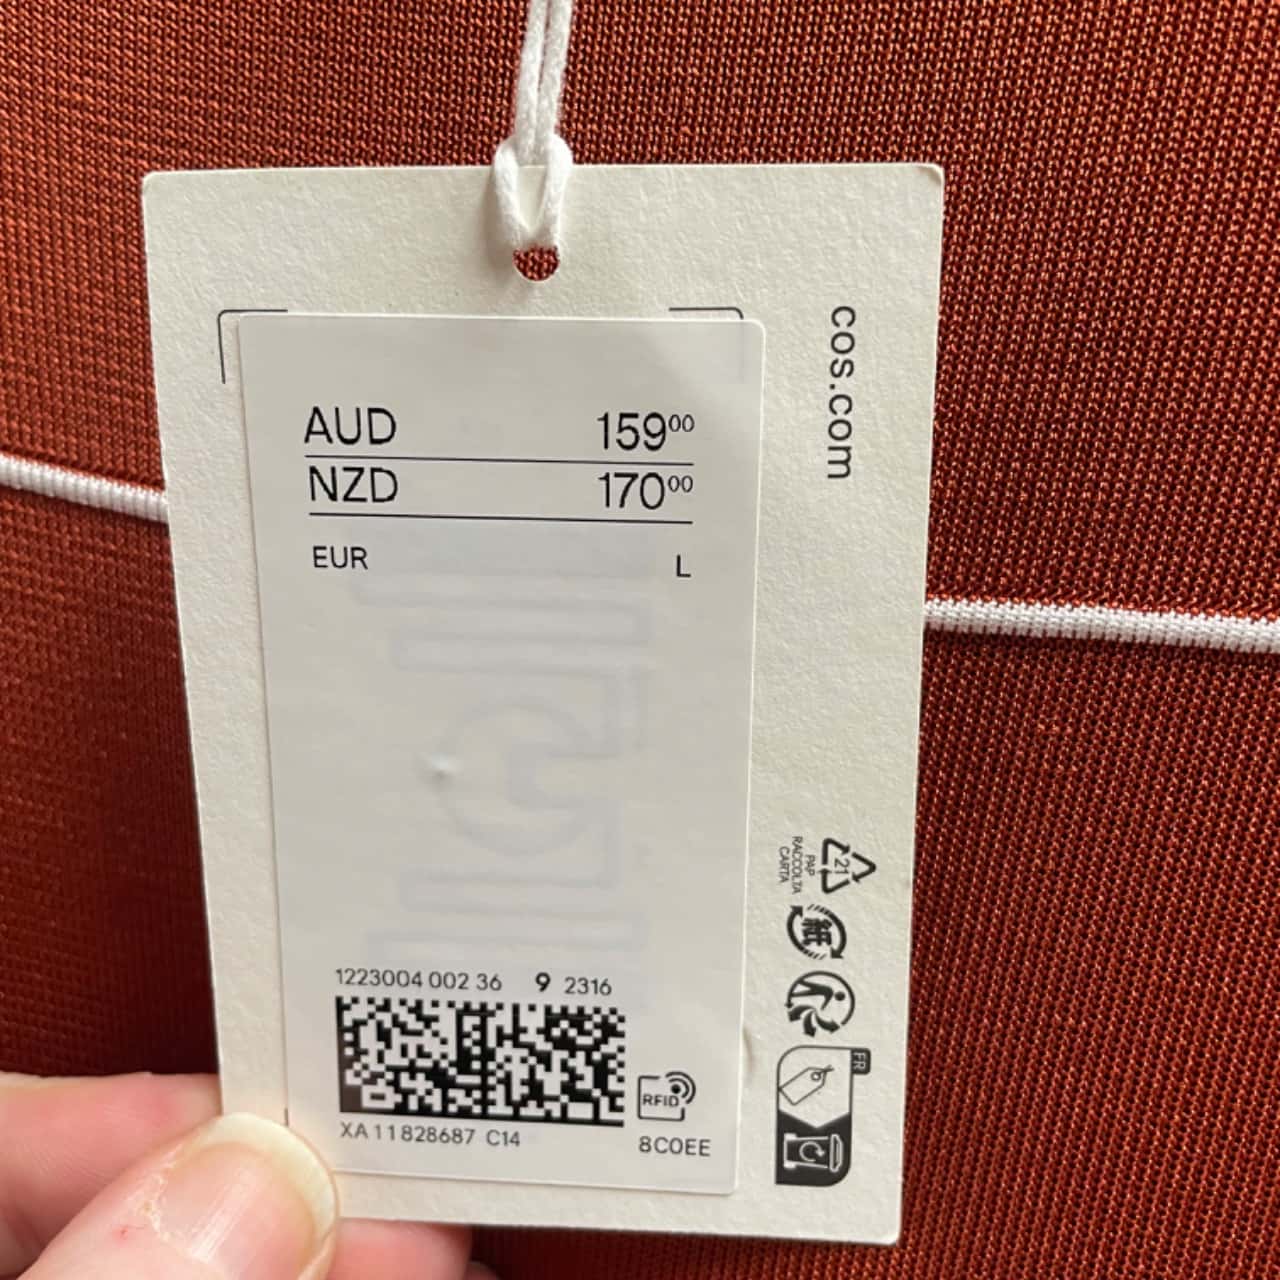 AUD 159⁰⁰
NZD 170⁰⁰
EUR L
1223004 002 36 9 2316
XA 11828687 C14
RFID
8C0EE
cos.com
21
PAP
RACCOLTA
CARTA
紙
FR